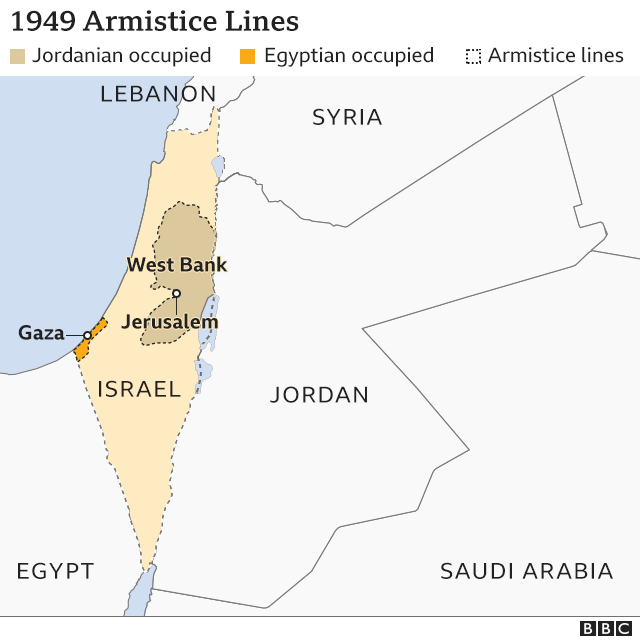 1949 Armistice Lines
Jordanian occupied
Egyptian occupied
Armistice lines
LEBANON
SYRIA
West Bank
Jerusalem
Gaza
ISRAEL
JORDAN
EGYPT
SAUDI ARABIA
BBC